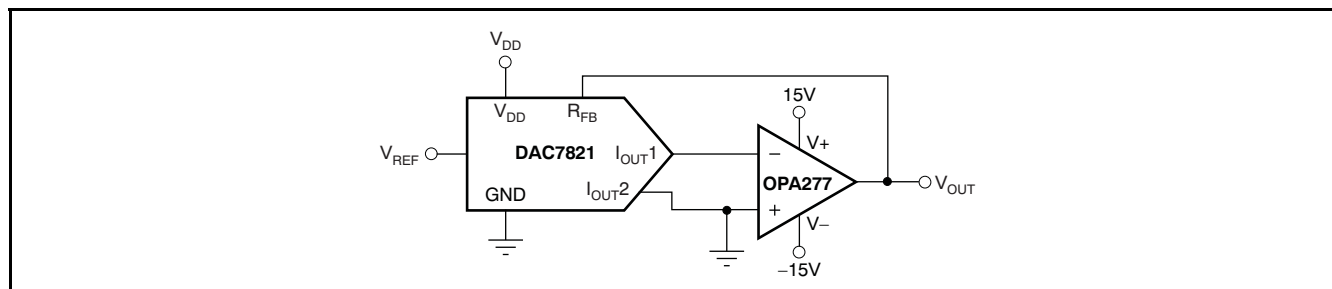 V_DD
V_DD
R_FB
15V
V+
V_REF
DAC7821
I_OUT1
−
OPA277
V_OUT
GND
I_OUT2
+
V−
−15V